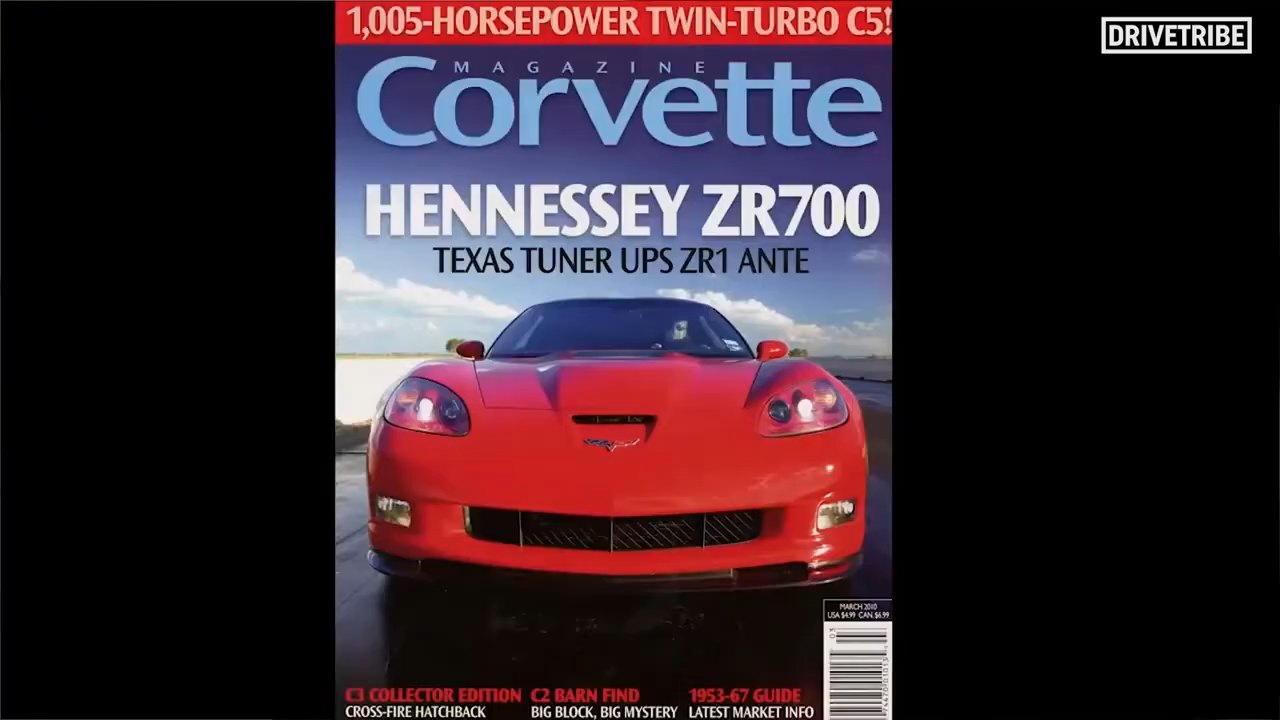 1,005-HORSEPOWER TWIN-TURBO C5!
DRIVETRIBE
MAGAZINE
Corvette
HENNESSEY ZR700
TEXAS TUNER UPS ZR1 ANTE
MARCH 2010
USA $4.99 CAN $6.99
03
C3 COLLECTOR EDITION
CROSS-FIRE HATCHBACK
C2 BARN FIND
BIG BLOCK, BIG MYSTERY
1953-67 GUIDE
LATEST MARKET INFO